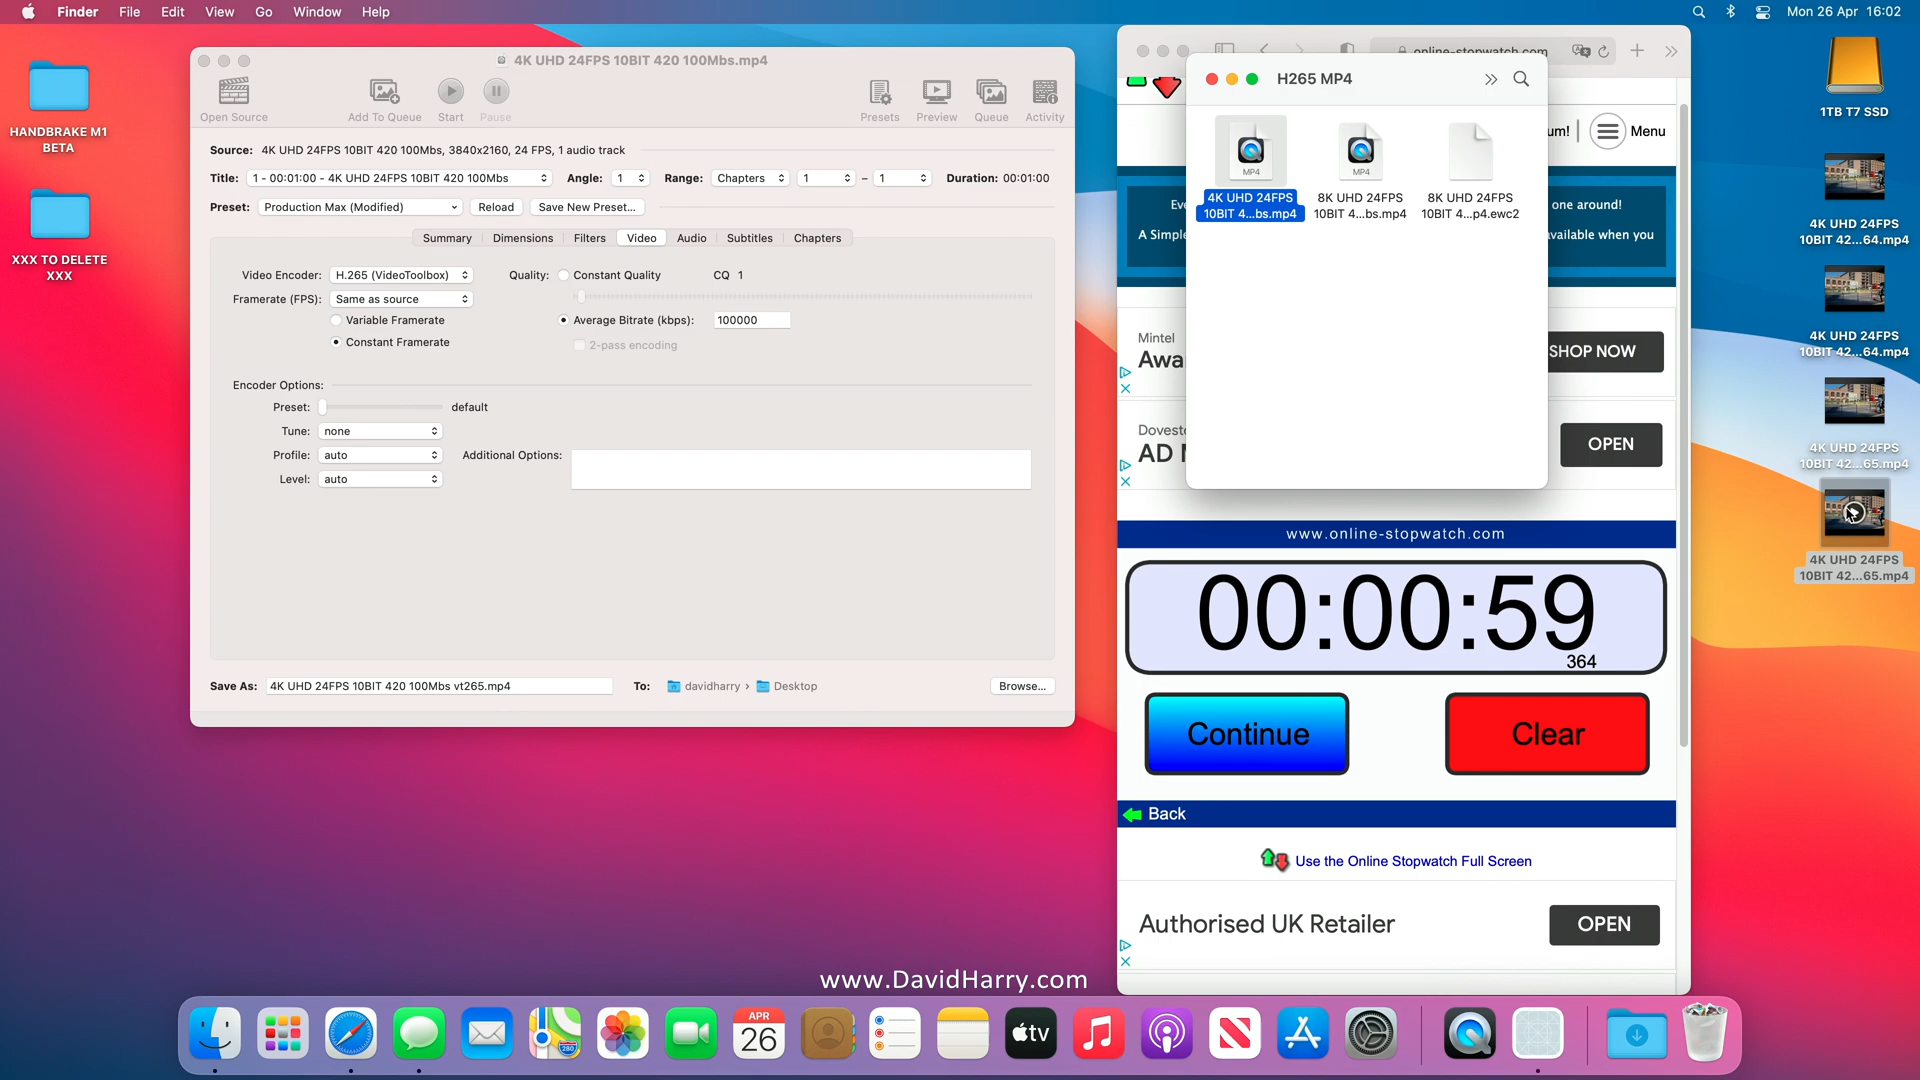 Finder File Edit View Go Window Help
Mon 26 Apr 16:02
HANDBRAKE M1
BETA
XXX TO DELETE
XXX
4K UHD 24FPS 10BIT 420 100Mbs.mp4
Open Source
Add To Queue
Start
Pause
Presets
Preview
Queue
Activity
Source: 4K UHD 24FPS 10BIT 420 100Mbs, 3840x2160, 24 FPS, 1 audio track
Title: 1 - 00:01:00 - 4K UHD 24FPS 10BIT 420 100Mbs Angle: 1 Range: Chapters 1 – 1 Duration: 00:01:00
Preset: Production Max (Modified) Reload Save New Preset...
Summary Dimensions Filters Video Audio Subtitles Chapters
Video Encoder: H.265 (VideoToolbox) Quality: Constant Quality CQ 1
Framerate (FPS): Same as source
Variable Framerate Average Bitrate (kbps): 100000
Constant Framerate
2-pass encoding
Encoder Options:
Preset: default
Tune: none
Profile: auto Additional Options:
Level: auto
Save As: 4K UHD 24FPS 10BIT 420 100Mbs vt265.mp4 To: davidharry › Desktop Browse...
online-stopwatch.com
H265 MP4
MP4
4K UHD 24FPS
10BIT 4...bs.mp4
MP4
8K UHD 24FPS
10BIT 4...bs.mp4
8K UHD 24FPS
10BIT 4...p4.ewc2
um! Menu
Eve
one around!
A Simple
vailable when you
Mintel
Awa
SHOP NOW
Dovesto
AD
OPEN
www.online-stopwatch.com
00:00:59
364
Continue
Clear
Back
Use the Online Stopwatch Full Screen
Authorised UK Retailer
OPEN
1TB T7 SSD
4K UHD 24FPS
10BIT 42...64.mp4
4K UHD 24FPS
10BIT 42...64.mp4
4K UHD 24FPS
10BIT 42...65.mp4
4K UHD 24FPS
10BIT 42...65.mp4
www.DavidHarry.com
280
APR
26
tv